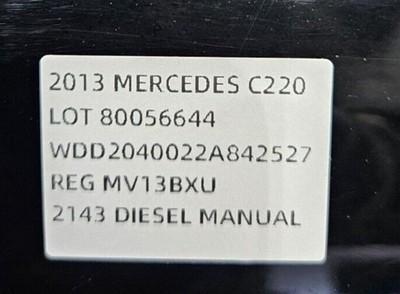 2013 MERCEDES C220
LOT 80056644
WDD2040022A842527
REG MV13BXU
2143 DIESEL MANUAL